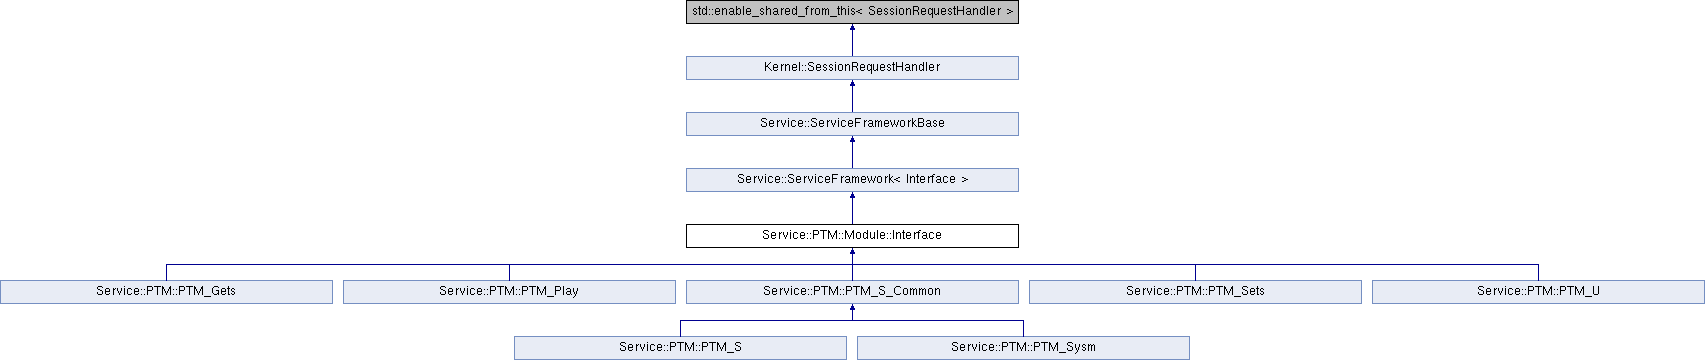 std::enable_shared_from_this< SessionRequestHandler >
Kernel::SessionRequestHandler
Service::ServiceFrameworkBase
Service::ServiceFramework< Interface >
Service::PTM::Module::Interface
Service::PTM::PTM_Gets
Service::PTM::PTM_Play
Service::PTM::PTM_S_Common
Service::PTM::PTM_Sets
Service::PTM::PTM_U
Service::PTM::PTM_S
Service::PTM::PTM_Sysm